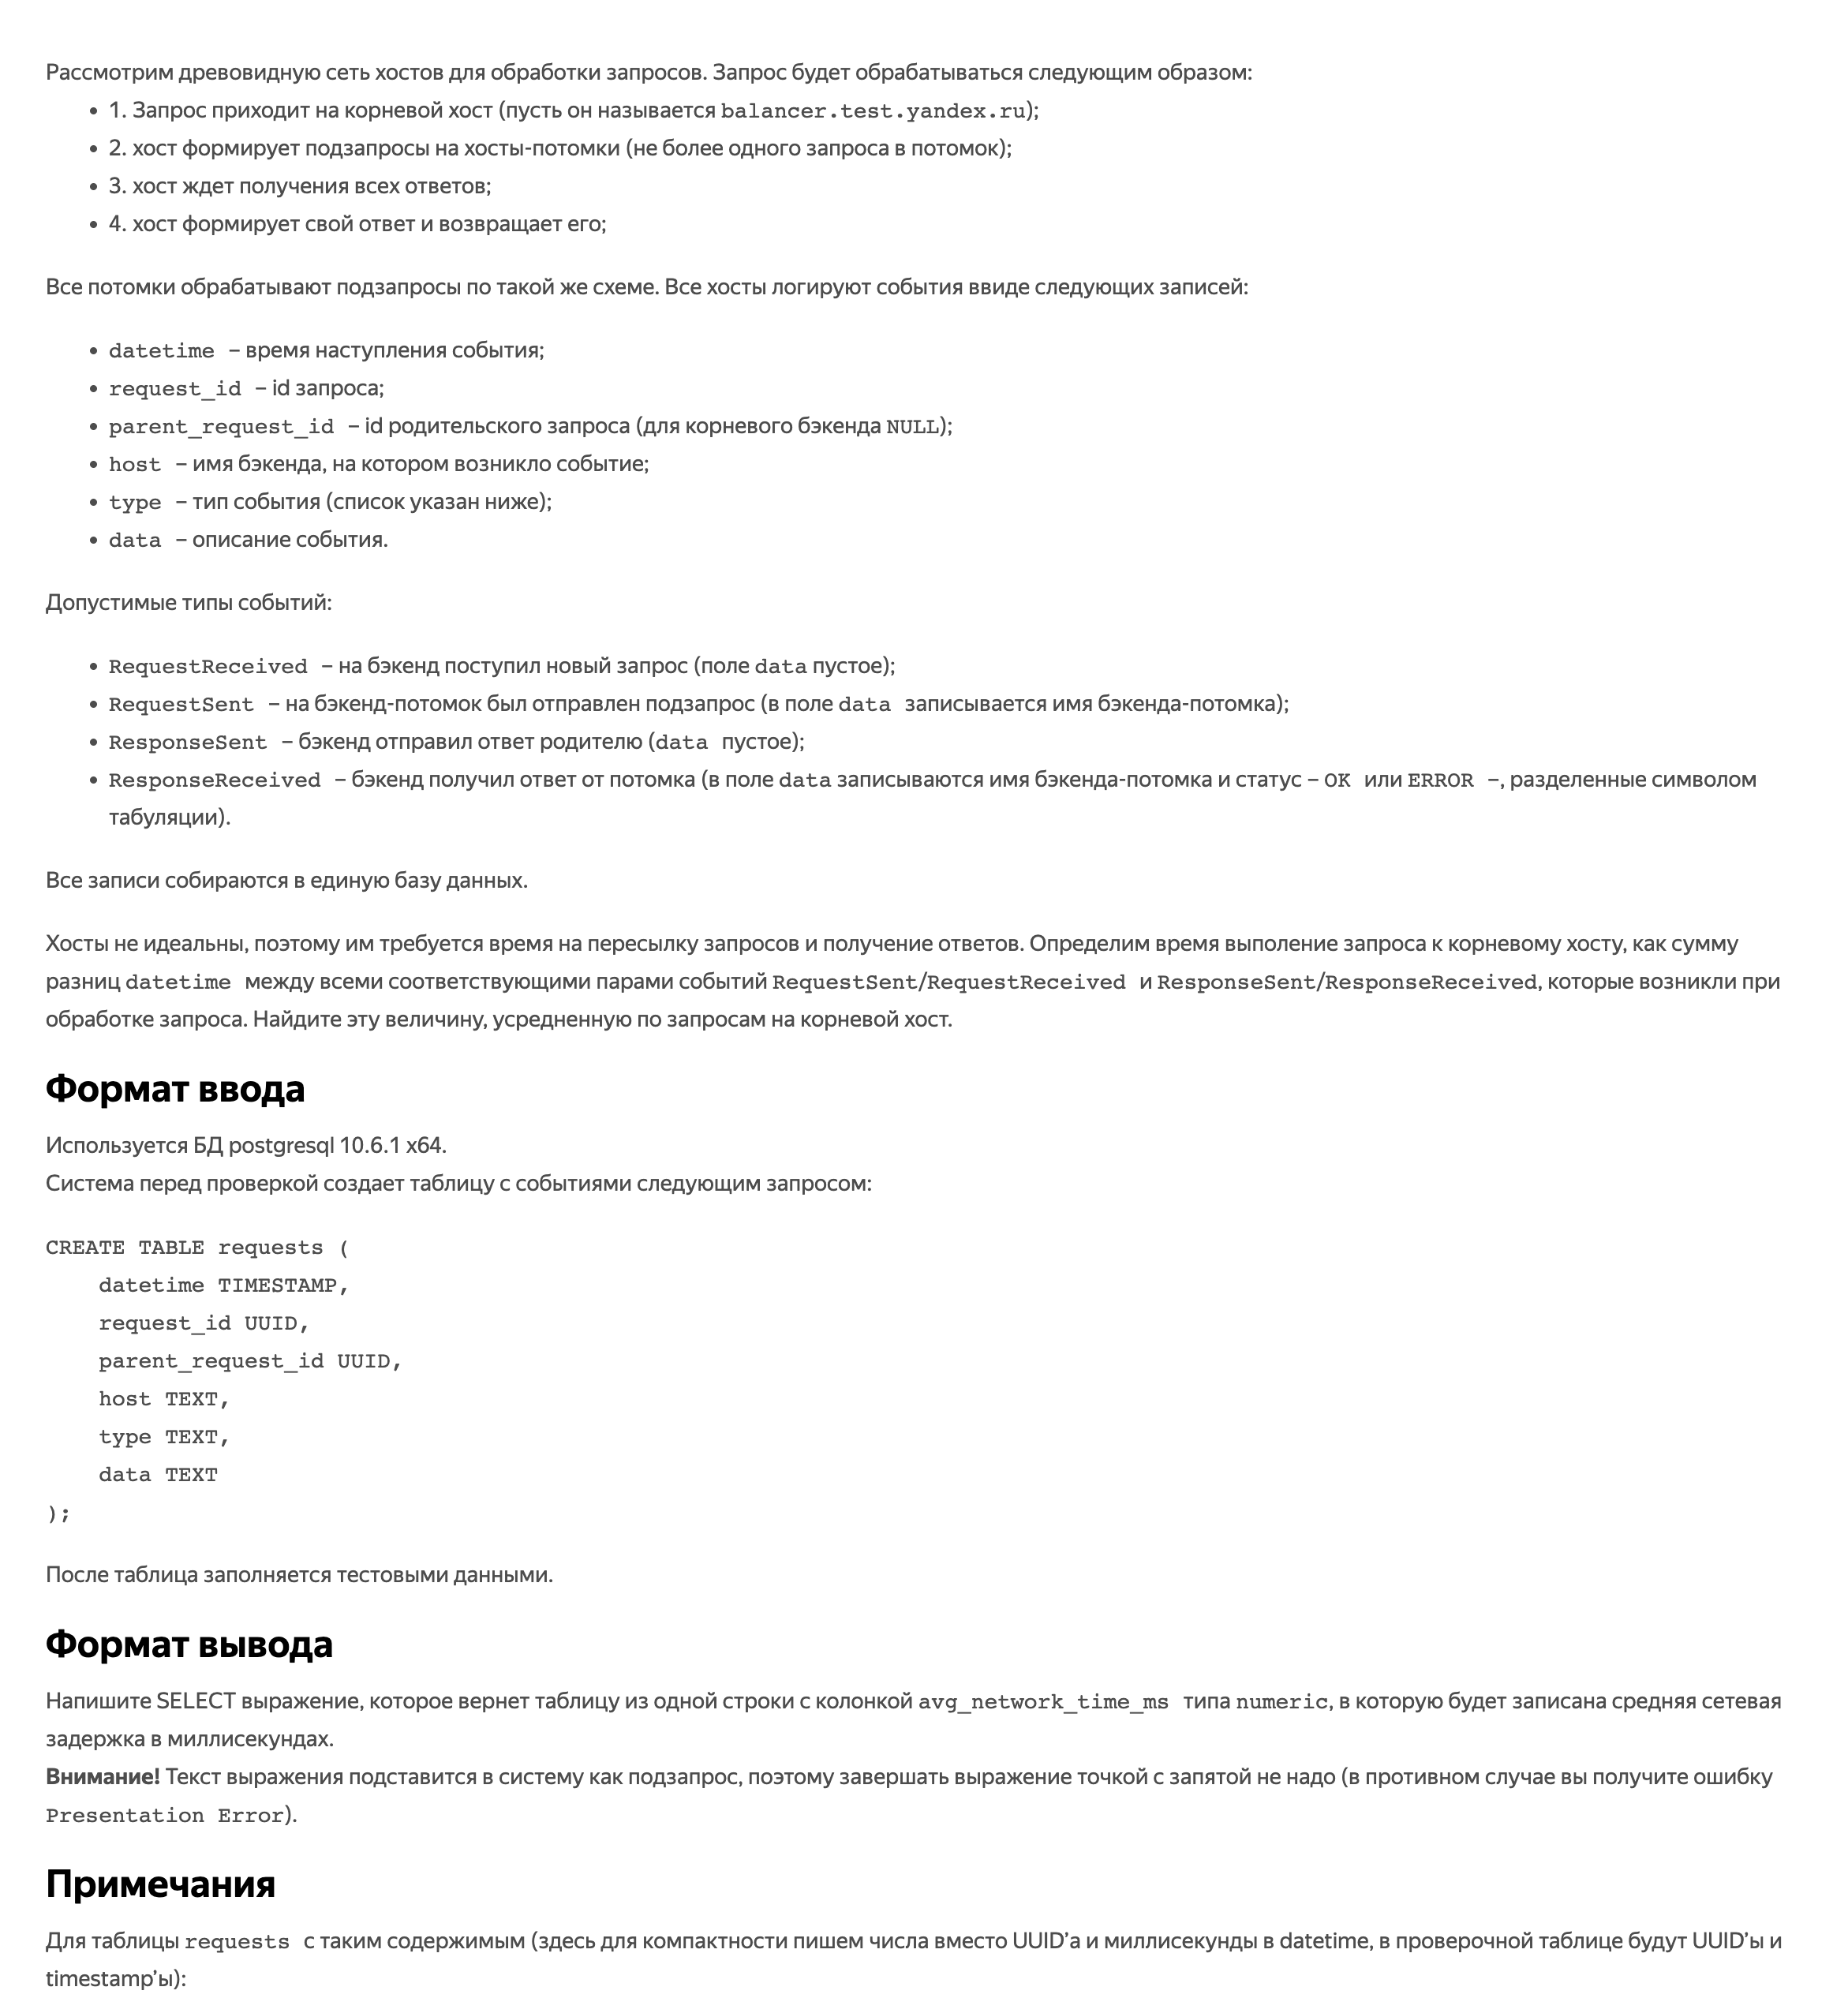 Рассмотрим древовидную сеть хостов для обработки запросов. Запрос будет обрабатываться следующим образом:
• 1. Запрос приходит на корневой хост (пусть он называется balancer.test.yandex.ru);
• 2. хост формирует подзапросы на хосты-потомки (не более одного запроса в потомок);
• 3. хост ждет получения всех ответов;
• 4. хост формирует свой ответ и возвращает его;
Все потомки обрабатывают подзапросы по такой же схеме. Все хосты логируют события ввиде следующих записей:
• datetime – время наступления события;
• request_id – id запроса;
• parent_request_id – id родительского запроса (для корневого бэкенда NULL);
• host – имя бэкенда, на котором возникло событие;
• type – тип события (список указан ниже);
• data – описание события.
Допустимые типы событий:
• RequestReceived – на бэкенд поступил новый запрос (поле data пустое);
• RequestSent – на бэкенд-потомок был отправлен подзапрос (в поле data записывается имя бэкенда-потомка);
• ResponseSent – бэкенд отправил ответ родителю (data пустое);
• ResponseReceived – бэкенд получил ответ от потомка (в поле data записываются имя бэкенда-потомка и статус – OK или ERROR –, разделенные символом
табуляции).
Все записи собираются в единую базу данных.
Хосты не идеальны, поэтому им требуется время на пересылку запросов и получение ответов. Определим время выполение запроса к корневому хосту, как сумму
разниц datetime между всеми соответствующими парами событий RequestSent/RequestReceived и ResponseSent/ResponseReceived, которые возникли при
обработке запроса. Найдите эту величину, усредненную по запросам на корневой хост.
Формат ввода
Используется БД postgresql 10.6.1 x64.
Система перед проверкой создает таблицу с событиями следующим запросом:
CREATE TABLE requests (
    datetime TIMESTAMP,
    request_id UUID,
    parent_request_id UUID,
    host TEXT,
    type TEXT,
    data TEXT
);
После таблица заполняется тестовыми данными.
Формат вывода
Напишите SELECT выражение, которое вернет таблицу из одной строки с колонкой avg_network_time_ms типа numeric, в которую будет записана средняя сетевая
задержка в миллисекундах.
Внимание! Текст выражения подставится в систему как подзапрос, поэтому завершать выражение точкой с запятой не надо (в противном случае вы получите ошибку
Presentation Error).
Примечания
Для таблицы requests с таким содержимым (здесь для компактности пишем числа вместо UUID’а и миллисекунды в datetime, в проверочной таблице будут UUID’ы и
timestamp’ы):